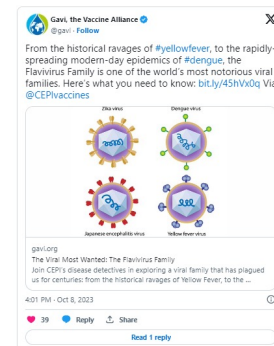 Gavi, the Vaccine Alliance
@gavi · Follow
From the historical ravages of #yellowfever, to the rapidly-
spreading modern-day epidemics of #dengue, the
Flavivirus Family is one of the world's most notorious viral
families. Here's what you need to know: bit.ly/45hVx0q Via
@CEPIvaccines
Zika virus Dengue virus
Japanese encephalitis virus Yellow fever virus
gavi.org
The Viral Most Wanted: The Flavivirus Family
Join CEPI's disease detectives in exploring a viral family that has plagued
us for centuries: from the historical ravages of Yellow Fever, to the ...
4:01 PM · Oct 8, 2023
39 Reply Share
Read 1 reply